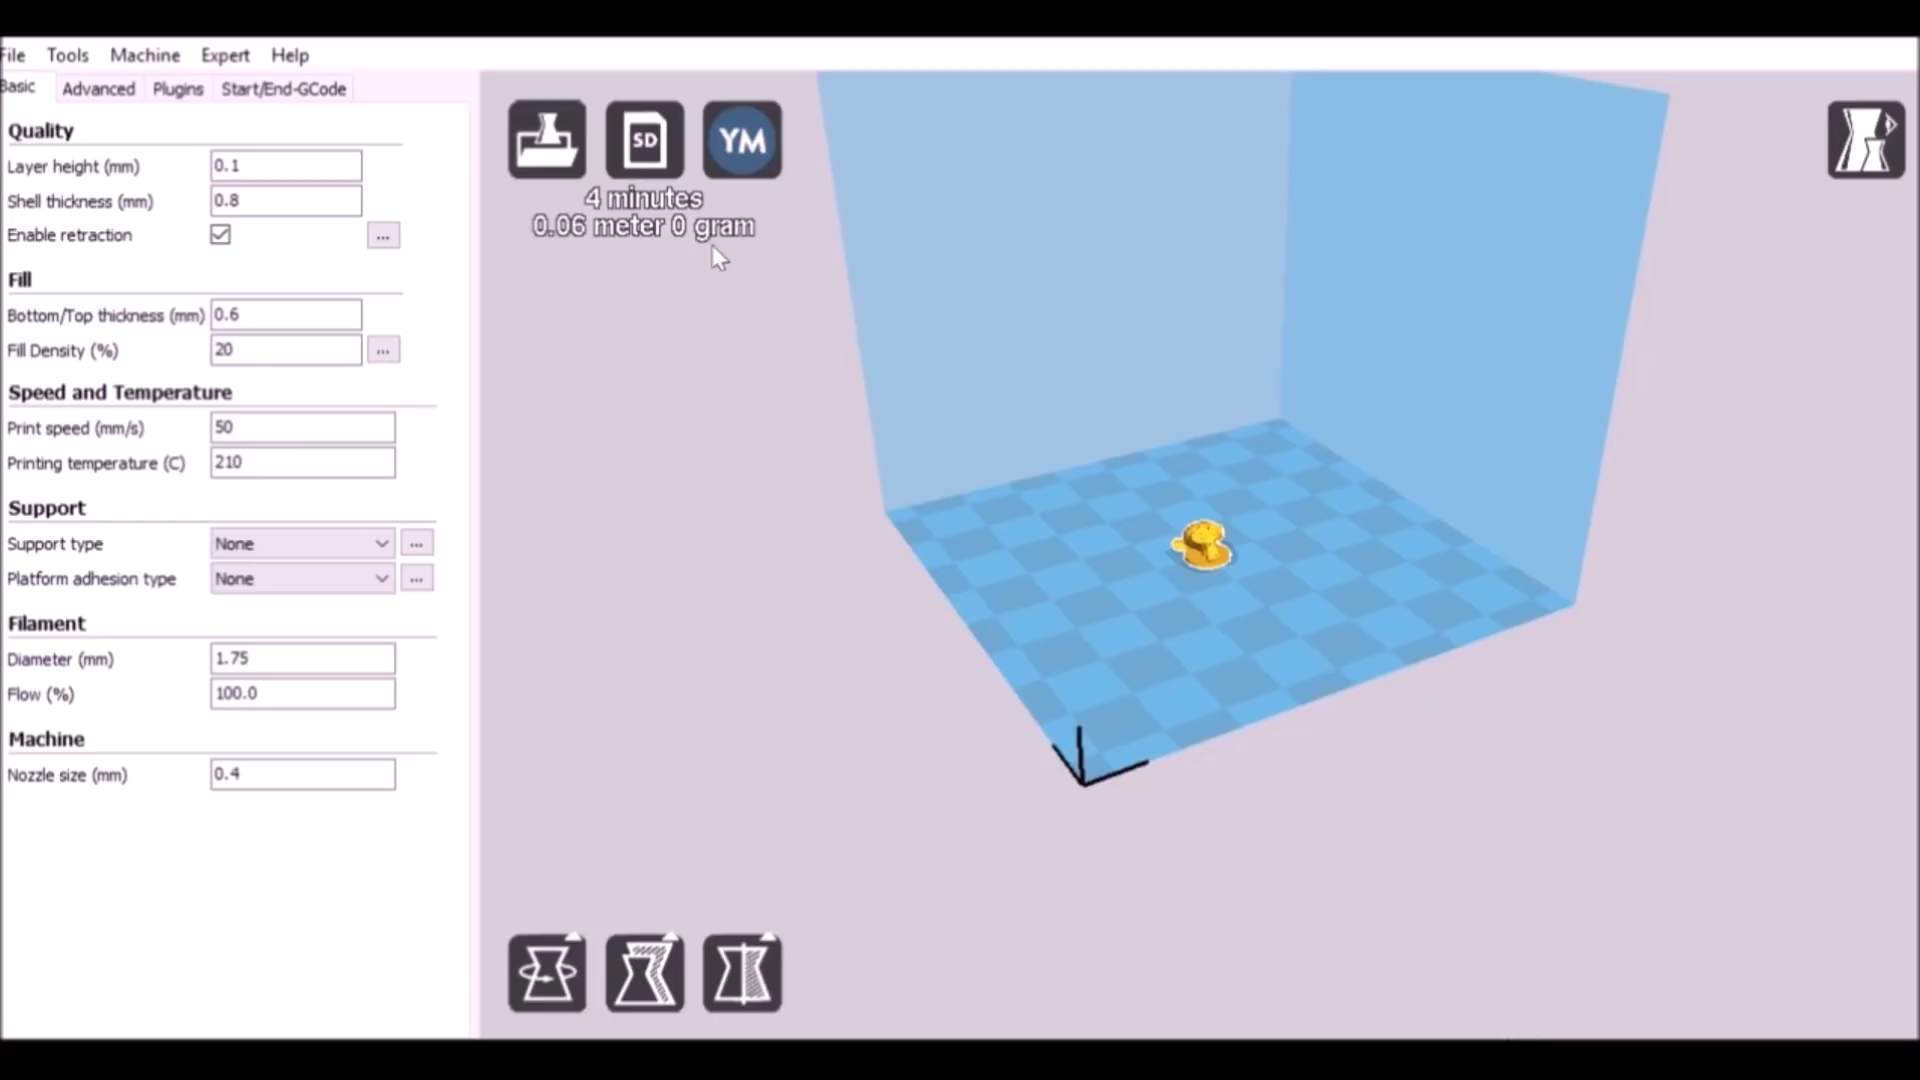 File Tools Machine Expert Help
Basic Advanced Plugins Start/End-GCode
Quality
Layer height (mm) 0.1
Shell thickness (mm) 0.8
Enable retraction ...
Fill
Bottom/Top thickness (mm) 0.6
Fill Density (%) 20 ...
Speed and Temperature
Print speed (mm/s) 50
Printing temperature (C) 210
Support
Support type None ...
Platform adhesion type None ...
Filament
Diameter (mm) 1.75
Flow (%) 100.0
Machine
Nozzle size (mm) 0.4
SD YM
4 minutes
0.06 meter 0 gram